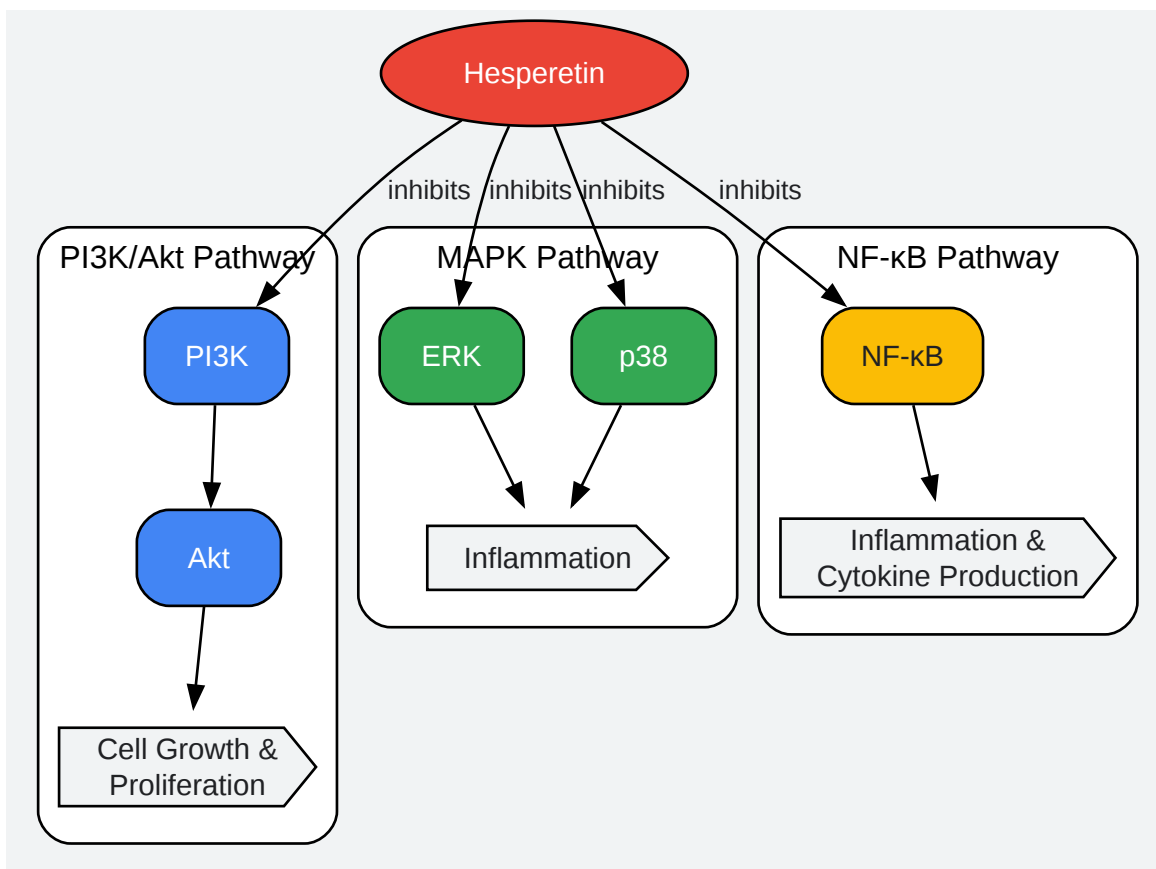 Hesperetin
inhibits
inhibits
inhibits
inhibits
PI3K/Akt Pathway
MAPK Pathway
NF-κB Pathway
PI3K
ERK
p38
NF-κB
Akt
Inflammation
Inflammation &
Cytokine Production
Cell Growth &
Proliferation